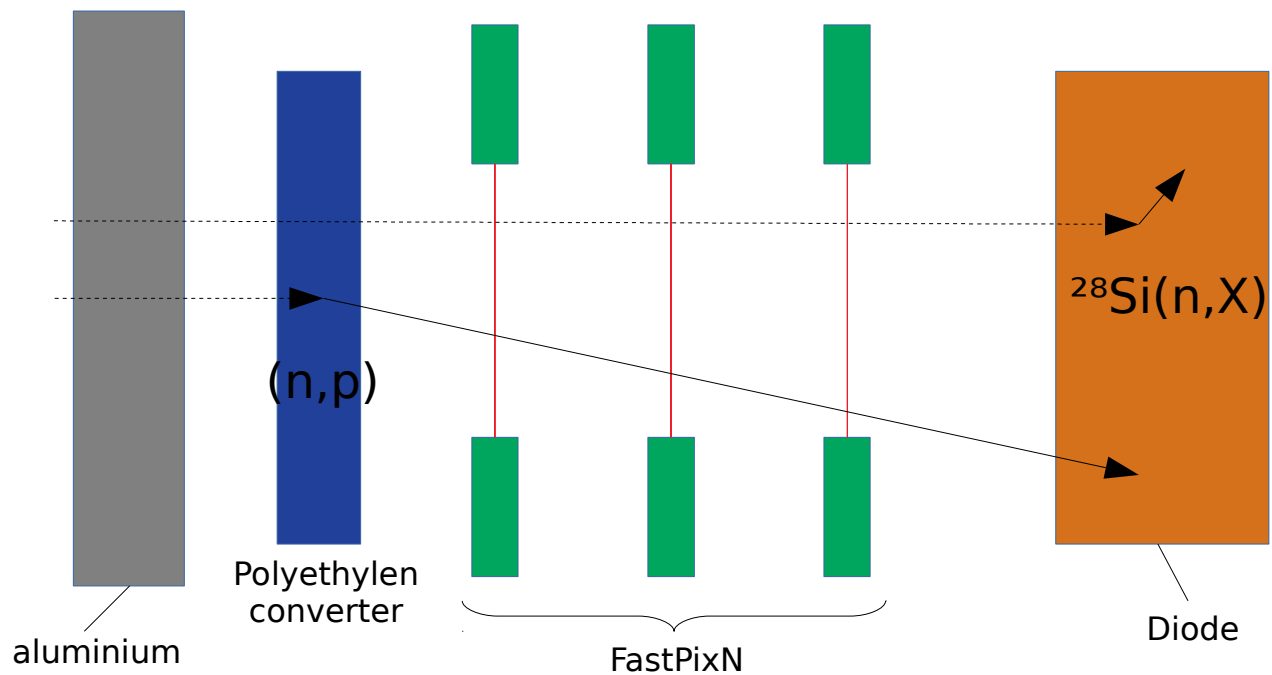 ²⁸Si(n,X)
(n,p)
Polyethylen
converter
aluminium
FastPixN
Diode